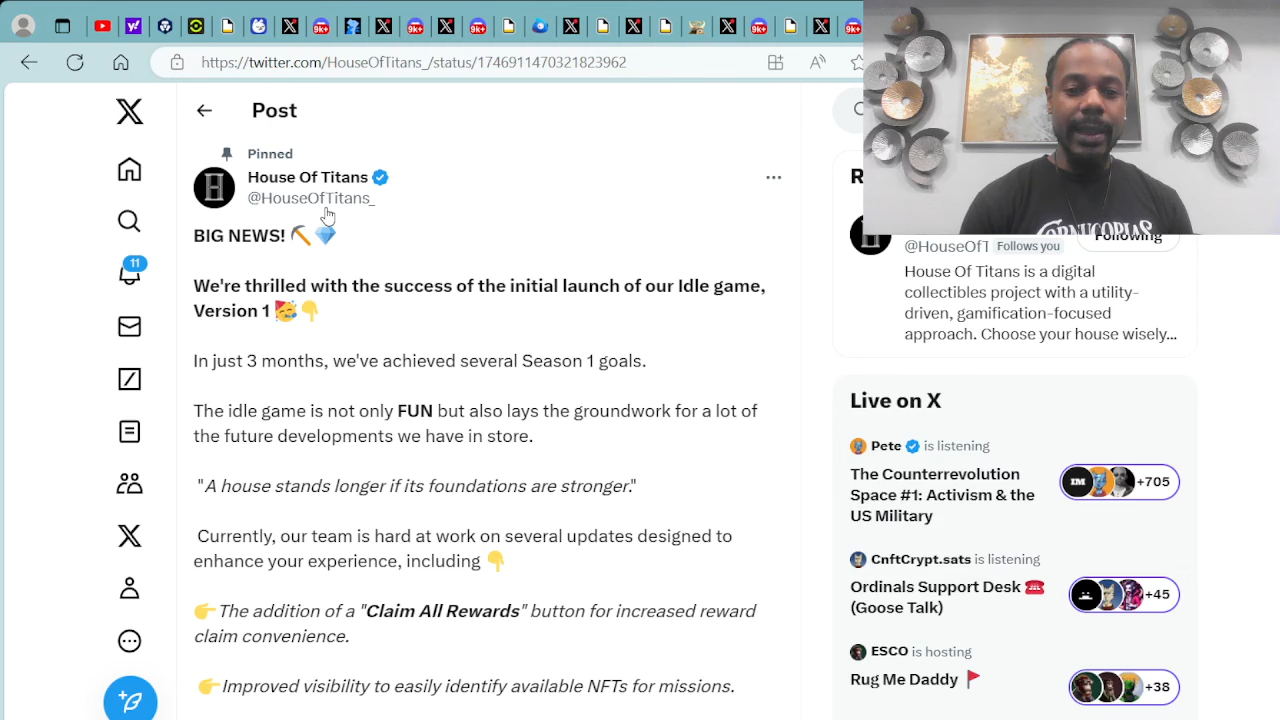 9k+ 9k+ 9k+ 9k+ 9k+
https://twitter.com/HouseOfTitans_/status/1746911470321823962
Post
Pinned
House Of Titans
@HouseOfTitans_
BIG NEWS! ⛏️💎
We're thrilled with the success of the initial launch of our Idle game,
Version 1 🥳👇
In just 3 months, we've achieved several Season 1 goals.
The idle game is not only FUN but also lays the groundwork for a lot of
the future developments we have in store.
"A house stands longer if its foundations are stronger."
Currently, our team is hard at work on several updates designed to
enhance your experience, including 👇
👉The addition of a "Claim All Rewards" button for increased reward
claim convenience.
👉Improved visibility to easily identify available NFTs for missions.
11
R
@HouseOfT Follows you
Following
House Of Titans is a digital
collectibles project with a utility-
driven, gamification-focused
approach. Choose your house wisely...
Live on X
Pete is listening
The Counterrevolution
Space #1: Activism & the
US Military
IM +705
CnftCrypt.sats is listening
Ordinals Support Desk ☎️
(Goose Talk)
+45
ESCO is hosting
Rug Me Daddy 🚩
+38
CORNUCOPIAS